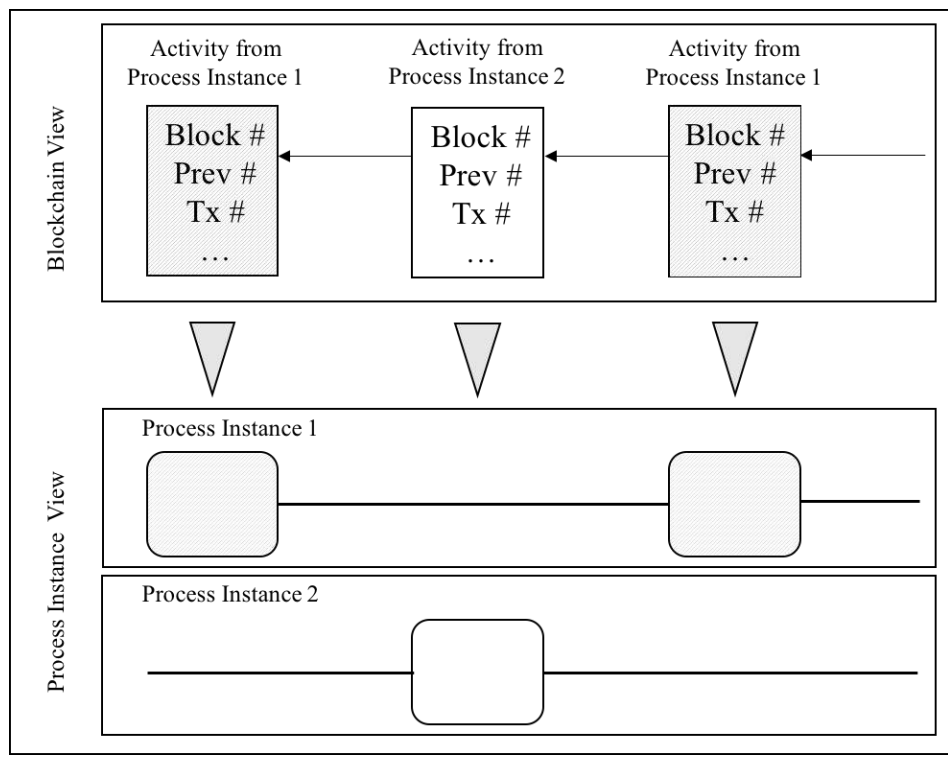 Blockchain View
Activity from
Process Instance 1
Activity from
Process Instance 2
Activity from
Process Instance 1
Block #
Prev #
Tx #
…
Block #
Prev #
Tx #
…
Block #
Prev #
Tx #
…
Process Instance View
Process Instance 1
Process Instance 2